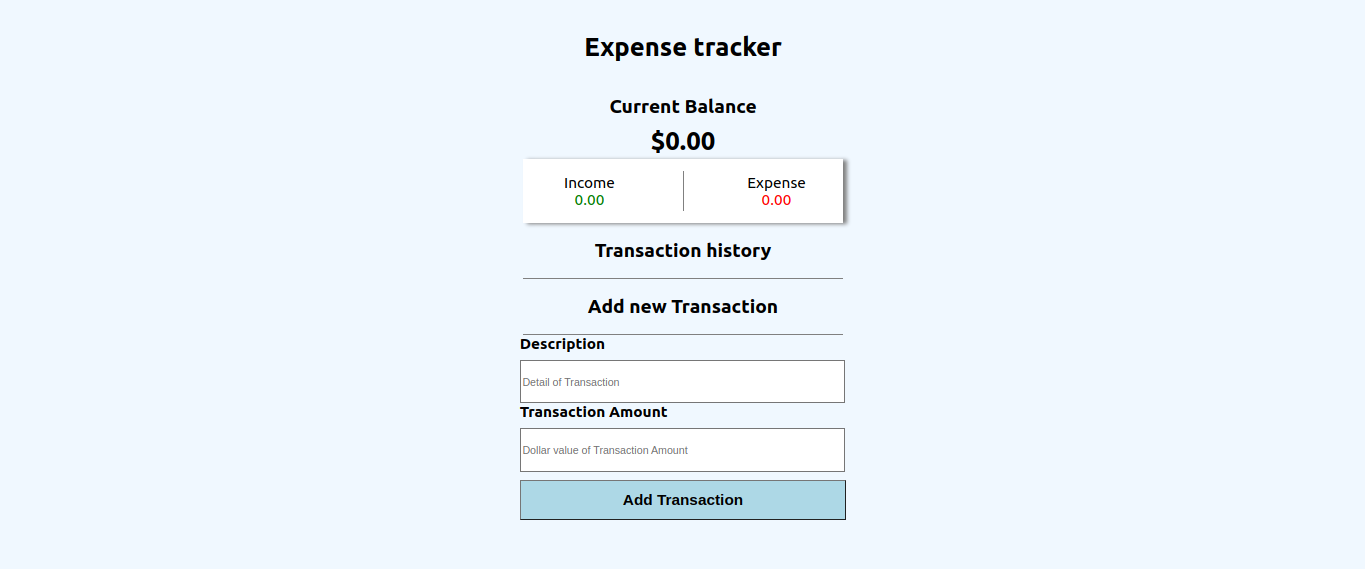 Expense tracker
Current Balance
$0.00
Income Expense
0.00 0.00
Transaction history
Add new Transaction
Description
Detail of Transaction
Transaction Amount
Dollar value of Transaction Amount
Add Transaction